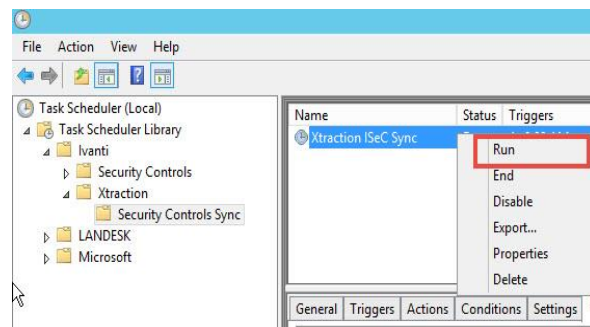 File Action View Help
Task Scheduler (Local)
Task Scheduler Library
Ivanti
Security Controls
Xtraction
Security Controls Sync
LANDESK
Microsoft
Name Status Triggers
Xtraction ISeC Sync
Run
End
Disable
Export...
Properties
Delete
General Triggers Actions Conditions Settings